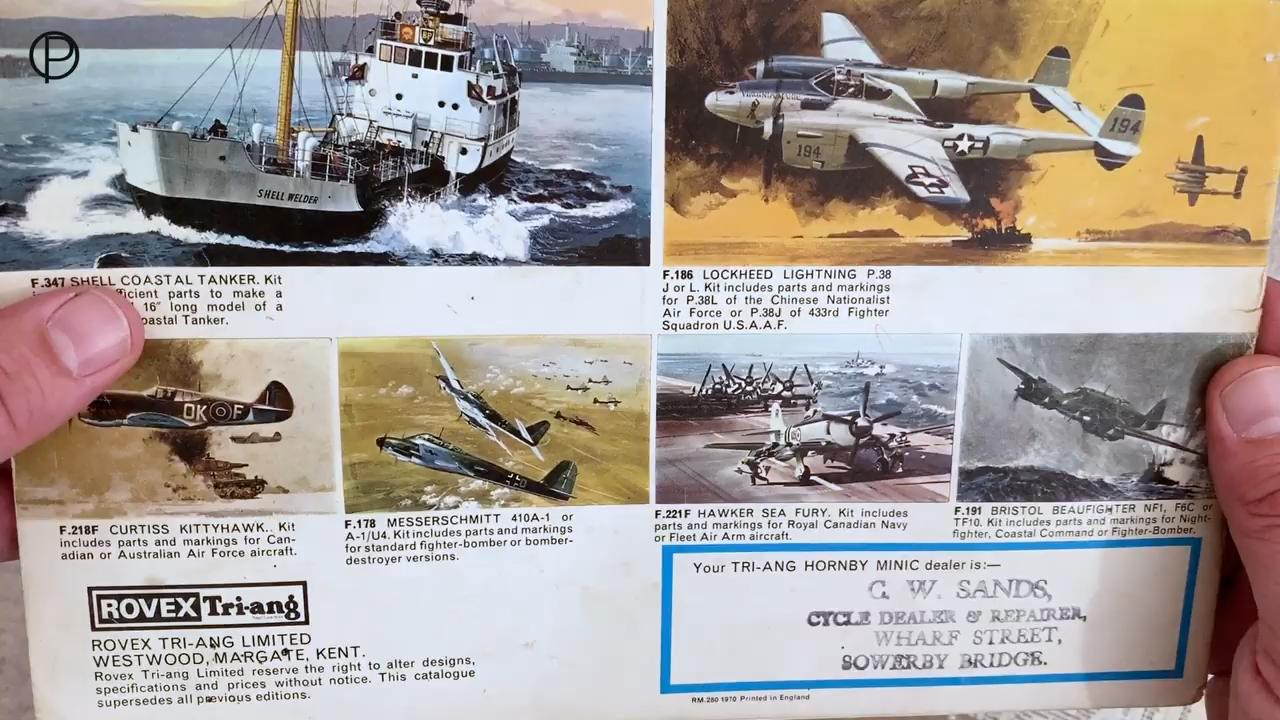 P
BP
SHELL WELDER
194
194
F.347 SHELL COASTAL TANKER. Kit
fficient parts to make a
16" long model of a
oastal Tanker.
F.186 LOCKHEED LIGHTNING P.38
J or L. Kit includes parts and markings
for P.38L of the Chinese Nationalist
Air Force or P.38J of 433rd Fighter
Squadron U.S.A.A.F.
OK F
F.218F CURTISS KITTYHAWK.. Kit
includes parts and markings for Can-
adian or Australian Air Force aircraft.
F.178 MESSERSCHMITT 410A-1 or
A-1/U4. Kit includes parts and markings
for standard fighter-bomber or bomber-
destroyer versions.
F.221F HAWKER SEA FURY. Kit includes
parts and markings for Royal Canadian Navy
or Fleet Air Arm aircraft.
F.191 BRISTOL BEAUFIGHTER NF1, F6C or
TF10. Kit includes parts and markings for Night-
fighter, Coastal Command or Fighter-Bomber.
ROVEX Tri-ang
ROVEX TRI-ANG LIMITED
WESTWOOD, MARGATE, KENT.
Rovex Tri-ang Limited reserve the right to alter designs,
specifications and prices without notice. This catalogue
supersedes all previous editions.
Your TRI-ANG HORNBY MINIC dealer is:—
C. W. SANDS,
CYCLE DEALER & REPAIRER,
WHARF STREET,
SOWERBY BRIDGE.
RM.280 1970 Printed in England